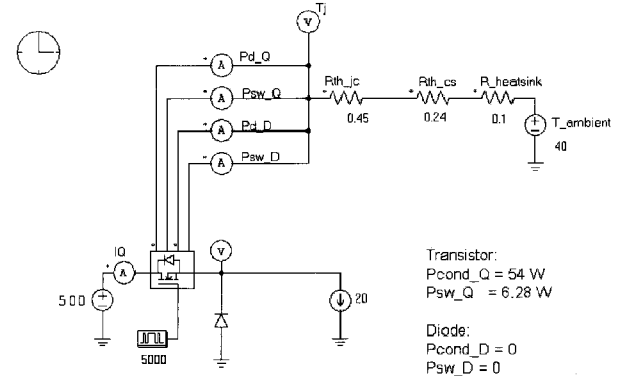 Tj
V
A Pd_Q
A Psw_Q
A Pd_D
A Psw_D
Rth_jc
0.45
Rth_cs
0.24
R_heatsink
0.1
T_ambient
40
IQ
A
V
500
20
5000
Transistor:
Pcond_Q = 54 W
Psw_Q = 6.28 W
Diode:
Pcond_D = 0
Psw_D = 0